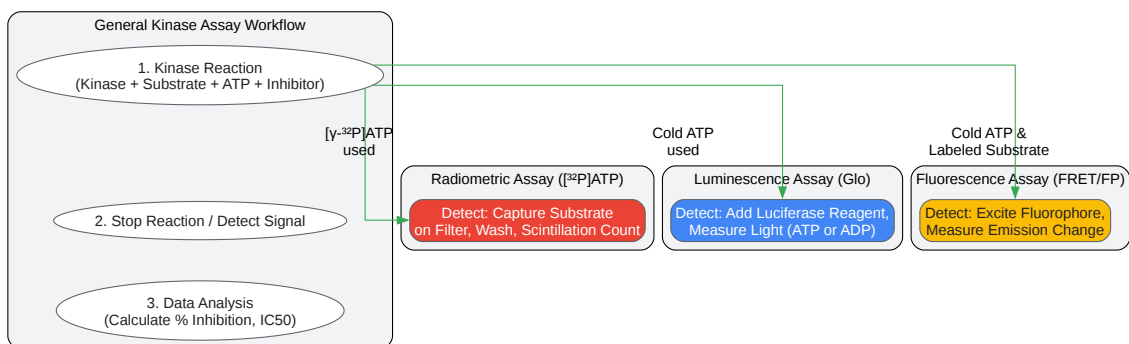 General Kinase Assay Workflow
1. Kinase Reaction
(Kinase + Substrate + ATP + Inhibitor)
[γ-³²P]ATP
used
Cold ATP
used
Cold ATP &
Labeled Substrate
Radiometric Assay ([³²P]ATP)
Luminescence Assay (Glo)
Fluorescence Assay (FRET/FP)
2. Stop Reaction / Detect Signal
Detect: Capture Substrate
on Filter, Wash, Scintillation Count
Detect: Add Luciferase Reagent,
Measure Light (ATP or ADP)
Detect: Excite Fluorophore,
Measure Emission Change
3. Data Analysis
(Calculate % Inhibition, IC50)